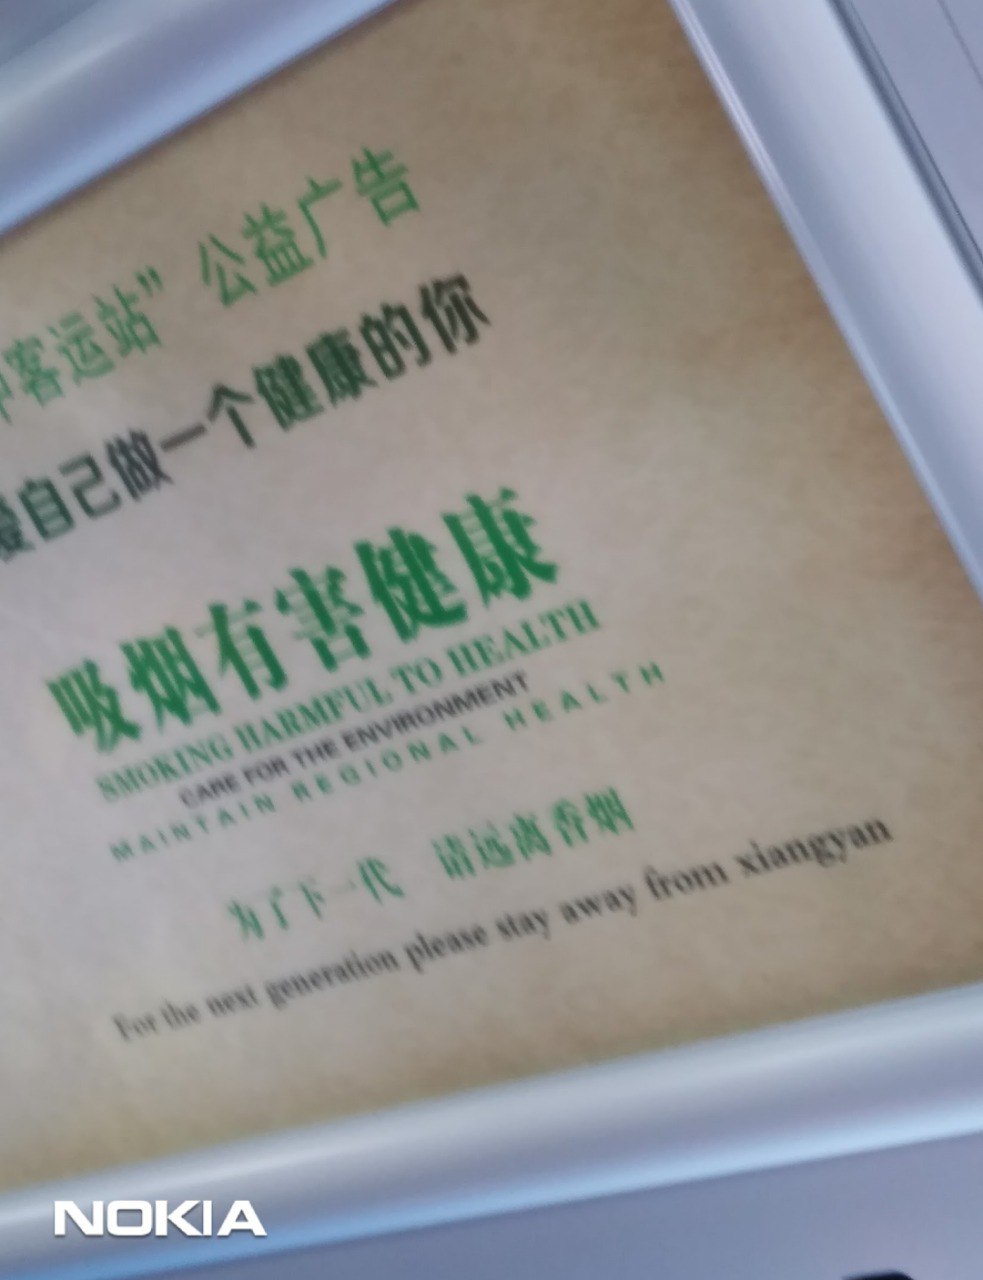 客运站” 公益广告
自己做一个健康的你
吸烟有害健康
SMOKING HARMFUL TO HEALTH
CARE FOR THE ENVIRONMENT
MAINTAIN REGIONAL HEALTH
为了下一代 请远离香烟
For the next generation please stay away from xiangyan
NOKIA